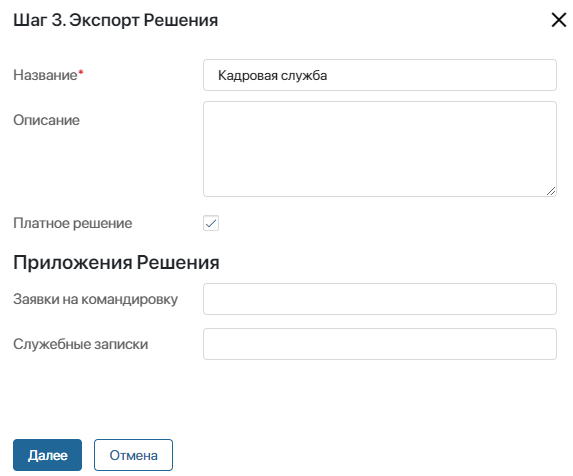 Шаг 3. Экспорт Решения
Название*
Кадровая служба
Описание
Платное решение
Приложения Решения
Заявки на командировку
Служебные записки
Далее
Отмена